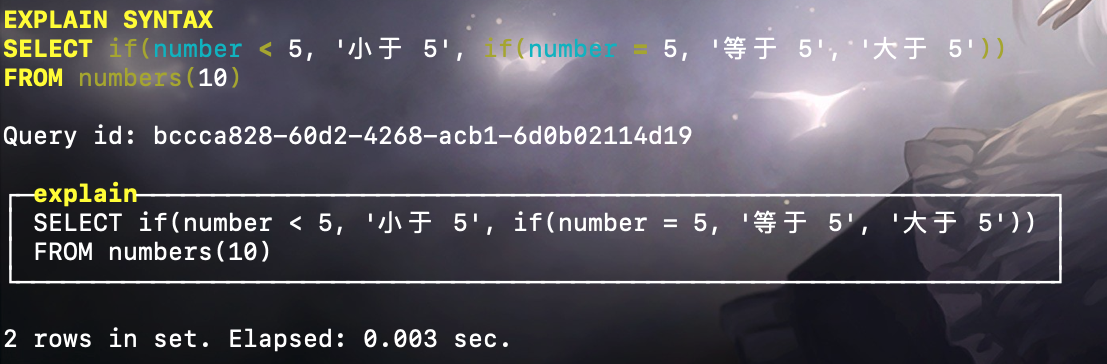 EXPLAIN SYNTAX
SELECT if(number < 5, '小于 5', if(number = 5, '等于 5', '大于 5'))
FROM numbers(10)
Query id: bccca828-60d2-4268-acb1-6d0b02114d19
explain
SELECT if(number < 5, '小于 5', if(number = 5, '等于 5', '大于 5'))
FROM numbers(10)
2 rows in set. Elapsed: 0.003 sec.